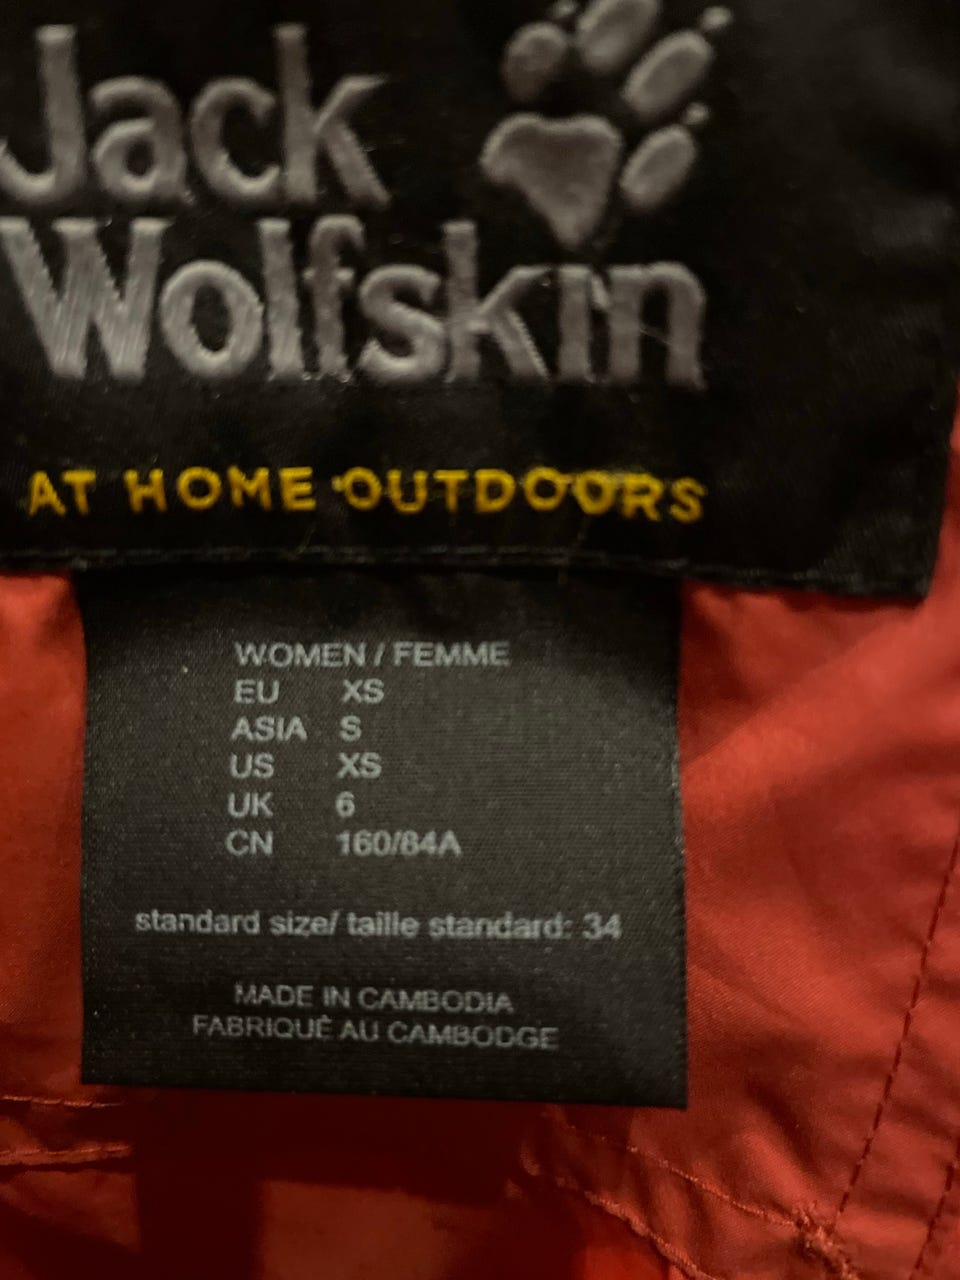 Jack
Wolfskin
AT HOME OUTDOORS
WOMEN / FEMME
EU XS
ASIA S
US XS
UK 6
CN 160/84A
standard size/ taille standard: 34
MADE IN CAMBODIA
FABRIQUÉ AU CAMBODGE